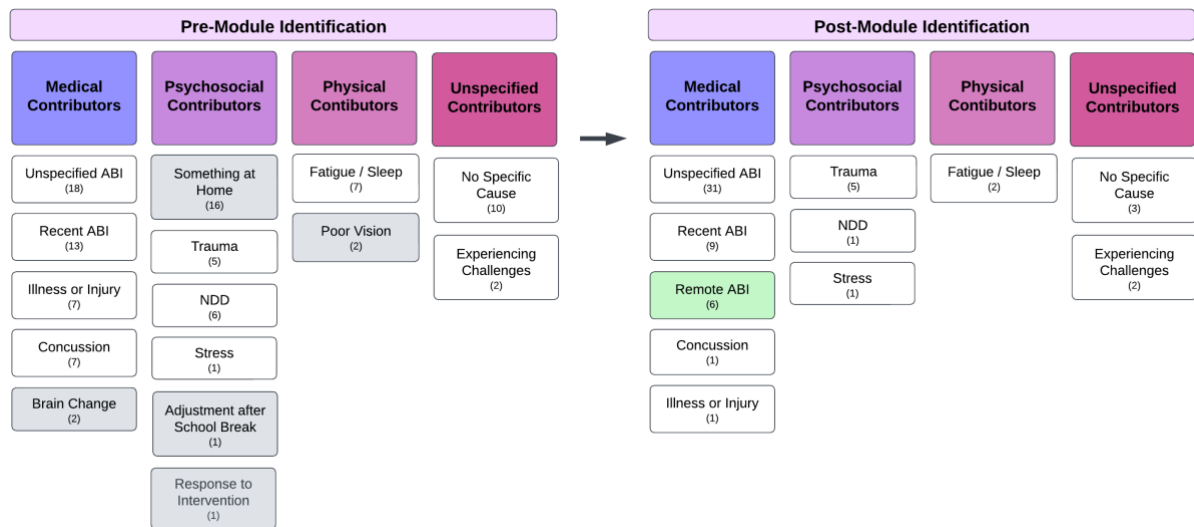 Pre-Module Identification
Medical
Contributors
Unspecified ABI
(18)
Recent ABI
(13)
Illness or Injury
(7)
Concussion
(7)
Brain Change
(2)
Psychosocial
Contributors
Something at
Home
(16)
Trauma
(5)
NDD
(6)
Stress
(1)
Adjustment after
School Break
(1)
Response to
Intervention
(1)
Physical
Contibutors
Fatigue / Sleep
(7)
Poor Vision
(2)
Unspecified
Contributors
No Specific
Cause
(10)
Experiencing
Challenges
(2)
Post-Module Identification
Medical
Contributors
Unspecified ABI
(31)
Recent ABI
(9)
Remote ABI
(6)
Concussion
(1)
Illness or Injury
(1)
Psychosocial
Contributors
Trauma
(5)
NDD
(1)
Stress
(1)
Physical
Contributors
Fatigue / Sleep
(2)
Unspecified
Contributors
No Specific
Cause
(3)
Experiencing
Challenges
(2)